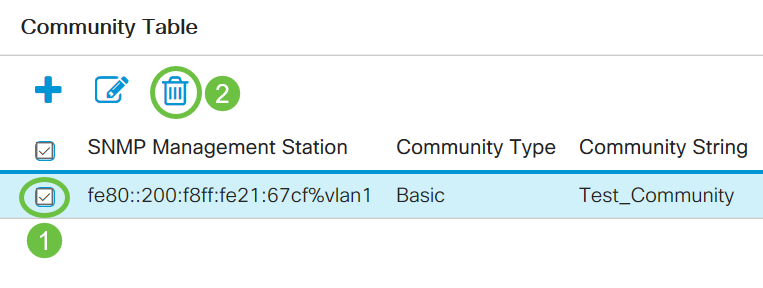 Community Table
2
SNMP Management Station Community Type Community String
fe80::200:f8ff:fe21:67cf%vlan1 Basic Test_Community
1